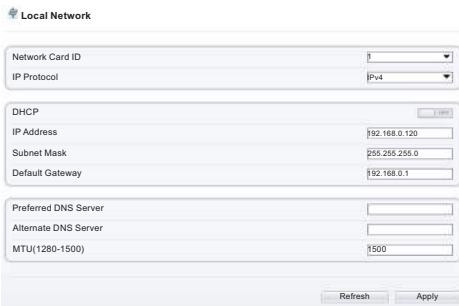 Local Network
Network Card ID 1
IP Protocol IPv4
DHCP OFF
IP Address 192.168.0.120
Subnet Mask 255.255.255.0
Default Gateway 192.168.0.1
Preferred DNS Server
Alternate DNS Server
MTU(1280-1500) 1500
Refresh Apply